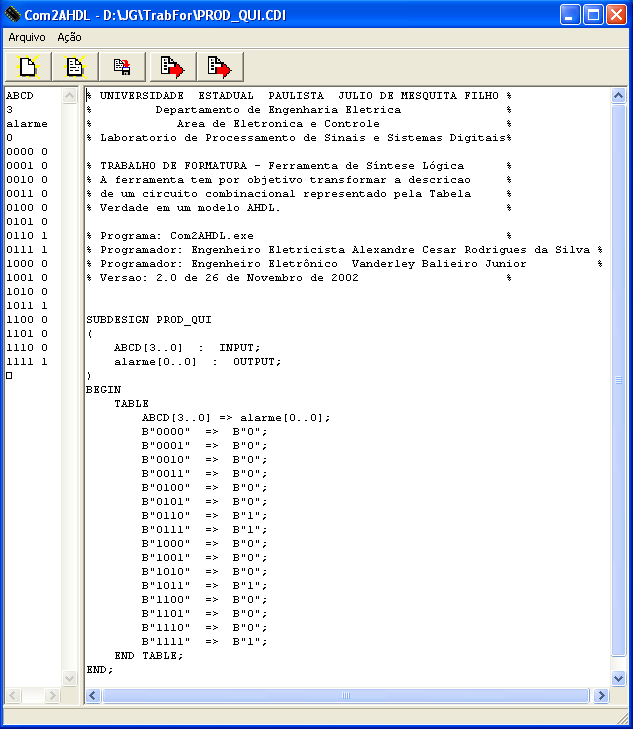 Com2AHDL - D:\JG\TrabFor\PROD_QUI.CDI
Arquivo Ação
ABCD
3
alarme
0
0000 0
0001 0
0010 0
0011 0
0100 0
0101 0
0110 1
0111 1
1000 0
1001 0
1010 0
1011 1
1100 0
1101 0
1110 0
1111 1
% UNIVERSIDADE ESTADUAL PAULISTA JULIO DE MESQUITA FILHO %
% Departamento de Engenharia Eletrica %
% Area de Eletronica e Controle %
% Laboratorio de Processamento de Sinais e Sistemas Digitais%
% TRABALHO DE FORMATURA - Ferramenta de Síntese Lógica %
% A ferramenta tem por objetivo transformar a descricao %
% de um circuito combinacional representado pela Tabela %
% Verdade em um modelo AHDL. %
% Programa: Com2AHDL.exe %
% Programador: Engenheiro Eletricista Alexandre Cesar Rodrigues da Silva %
% Programador: Engenheiro Eletrônico Vanderley Balieiro Junior %
% Versao: 2.0 de 26 de Novembro de 2002 %
SUBDESIGN PROD_QUI
(
ABCD[3..0] : INPUT;
alarme[0..0] : OUTPUT;
)
BEGIN
TABLE
ABCD[3..0] => alarme[0..0];
B"0000" => B"0";
B"0001" => B"0";
B"0010" => B"0";
B"0011" => B"0";
B"0100" => B"0";
B"0101" => B"0";
B"0110" => B"1";
B"0111" => B"1";
B"1000" => B"0";
B"1001" => B"0";
B"1010" => B"0";
B"1011" => B"1";
B"1100" => B"0";
B"1101" => B"0";
B"1110" => B"0";
B"1111" => B"1";
END TABLE;
END;